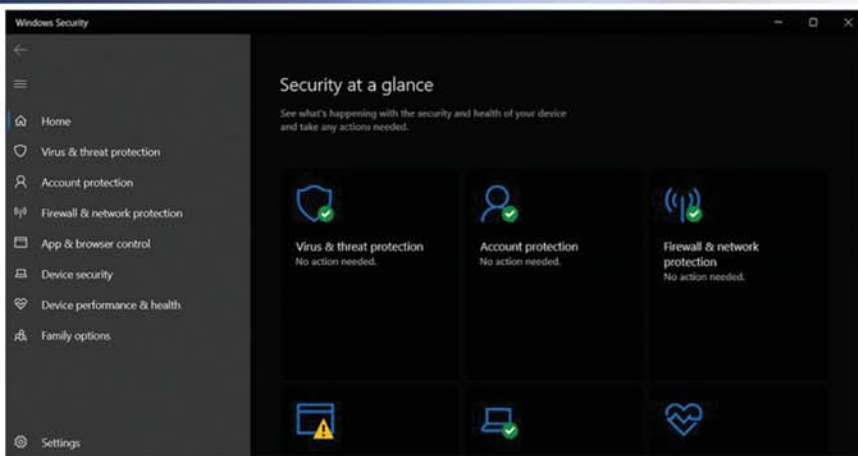 Windows Security
Home
Virus & threat protection
Account protection
Firewall & network protection
App & browser control
Device security
Device performance & health
Family options
Settings
Security at a glance
See what's happening with the security and health of your device
and take any actions needed.
Virus & threat protection
No action needed.
Account protection
No action needed.
Firewall & network
protection
No action needed.